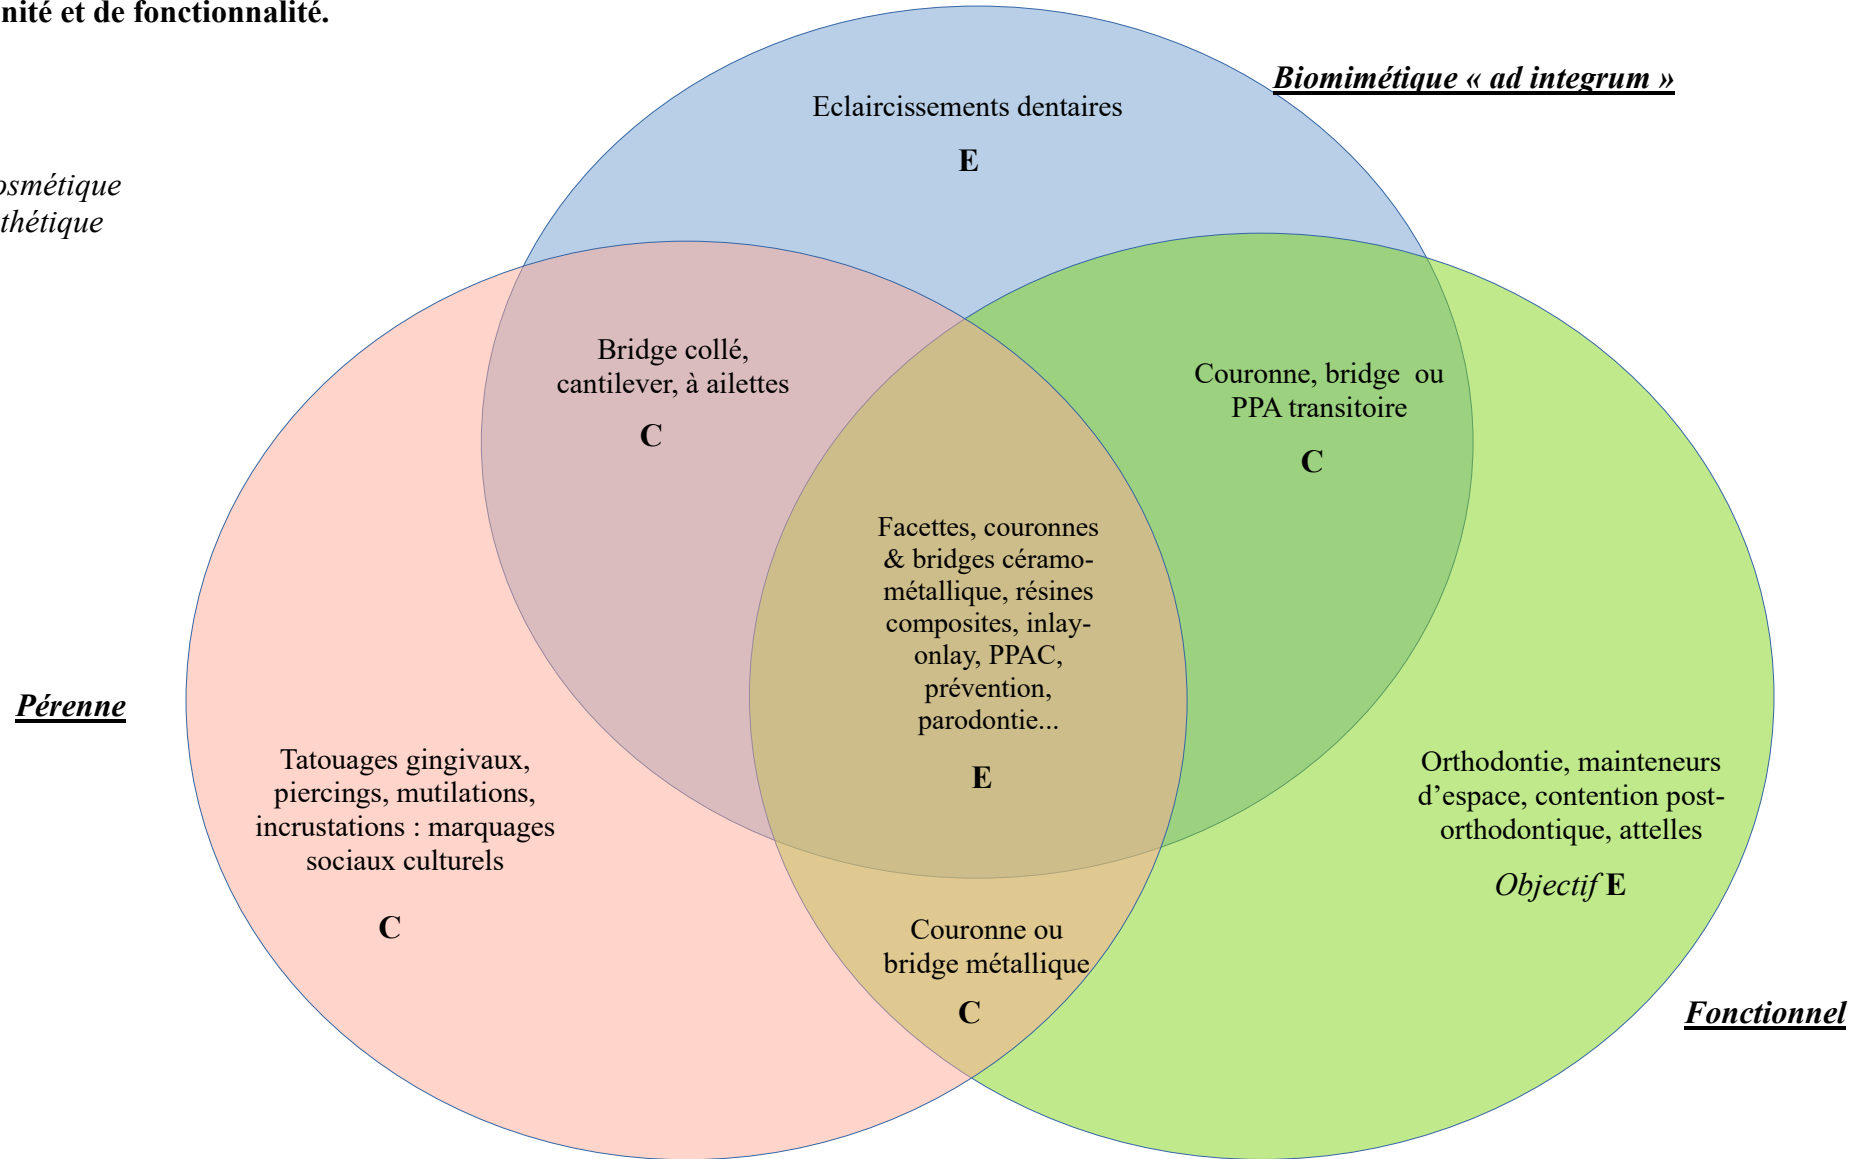 nité et de fonctionnalité.
Biomimétique « ad integrum »
Eclaircissements dentaires
E
osmétique
thétique
Bridge collé,
cantilever, à ailettes
C
Couronne, bridge ou
PPA transitoire
C
Facettes, couronnes
& bridges céramo-
métallique, résines
composites, inlay-
onlay, PPAC,
prévention,
parodontie...
E
Pérenne
Tatouages gingivaux,
piercings, mutilations,
incrustations : marquages
sociaux culturels
C
Orthodontie, mainteneurs
d’espace, contention post-
orthodontique, attelles
Objectif E
Couronne ou
bridge métallique
C
Fonctionnel